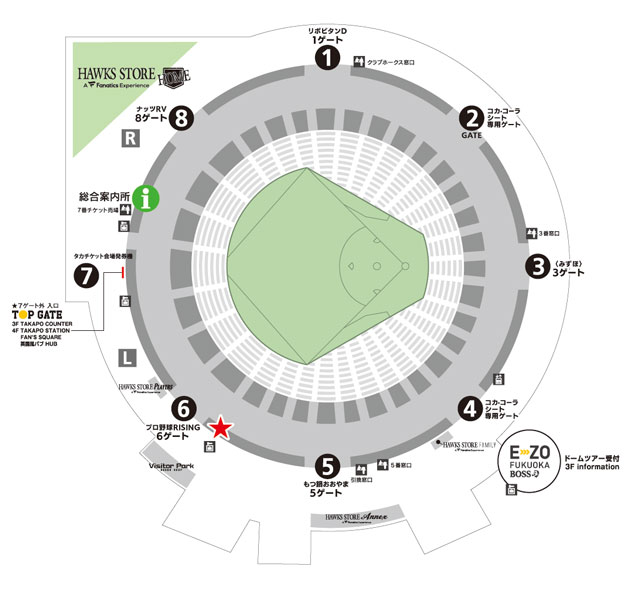 リポビタンD
1ゲート
1
クラブホークス窓口
HAWKS STORE
HOME
A Fanatics Experience
ナッツRV
8ゲート
8
2
GATE
コカ･コーラ
シート
専用ゲート
R
総合案内所
i
7番チケット売場
3番窓口
タカチケット会場発券機
7
3
〈みずほ〉
3ゲート
★7ゲート外 入口
TOP GATE
3F TAKAPO COUNTER
4F TAKAPO STATION
FAN'S SQUARE
英国風パブ HUB
L
HAWKS STORE PLAYERS
6
プロ野球RISING
6ゲート
4
コカ･コーラ
シート
専用ゲート
HAWKS STORE FAMILY
Visitor Park
5
もつ鍋おおやま
5ゲート
引換窓口
5番窓口
E ZO
FUKUOKA
BOSS
ドームツアー受付
3F information
HAWKS STORE Annex